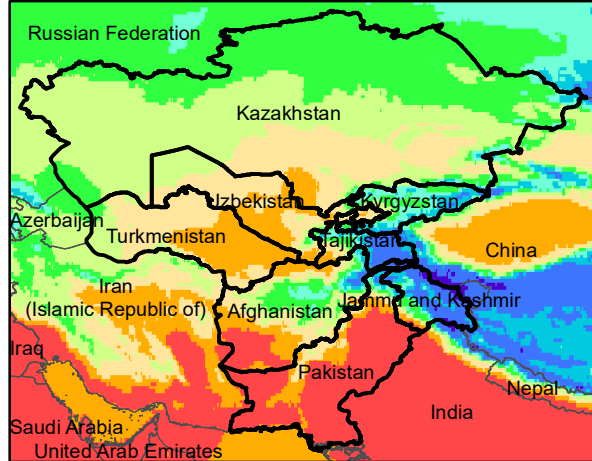 Russian Federation
Kazakhstan
Izbekistan
Kyrgyzstan
Azerbaijan
Turkmenistan
Tajikistan
China
Iran
(Islamic Republic of)
Afghanistan
Jammu and Kashmir
Iraq
Pakistan
Nepal
India
Saudi Arabia
United Arab Emirates